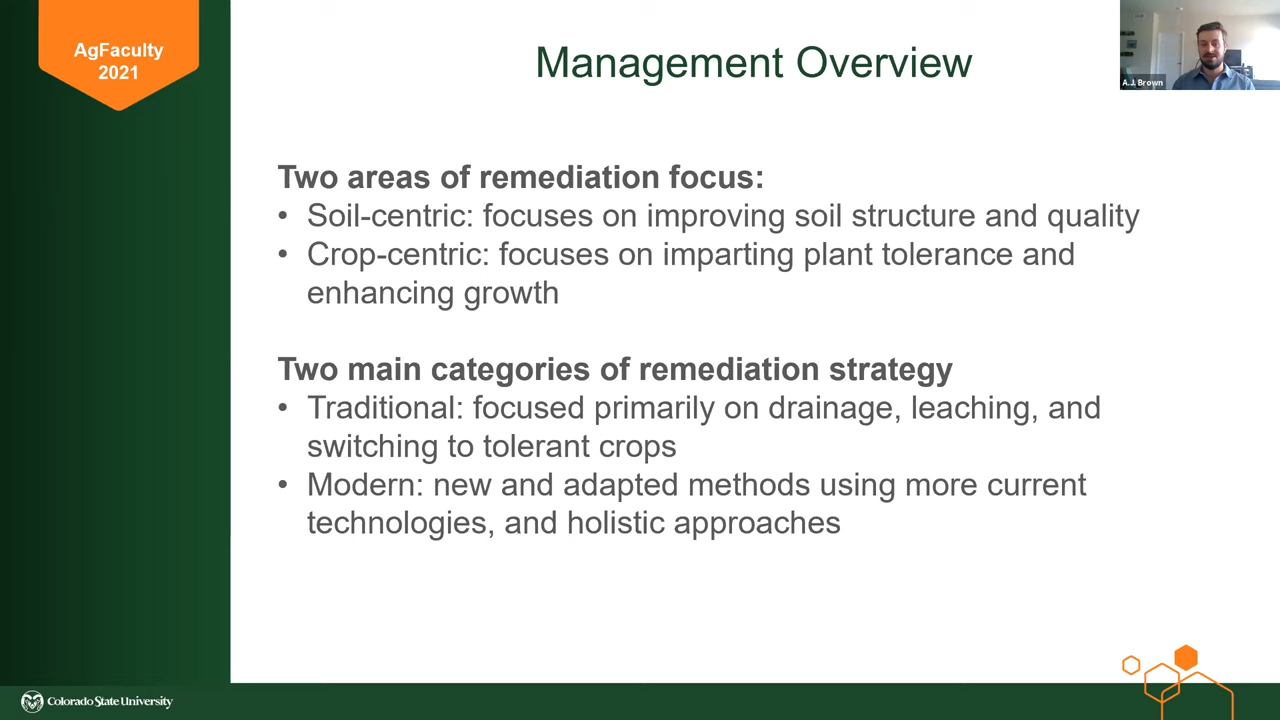 AgFaculty
2021
Management Overview
A.J. Brown
Two areas of remediation focus:
• Soil-centric: focuses on improving soil structure and quality
• Crop-centric: focuses on imparting plant tolerance and
enhancing growth
Two main categories of remediation strategy
• Traditional: focused primarily on drainage, leaching, and
switching to tolerant crops
• Modern: new and adapted methods using more current
technologies, and holistic approaches
Colorado State University